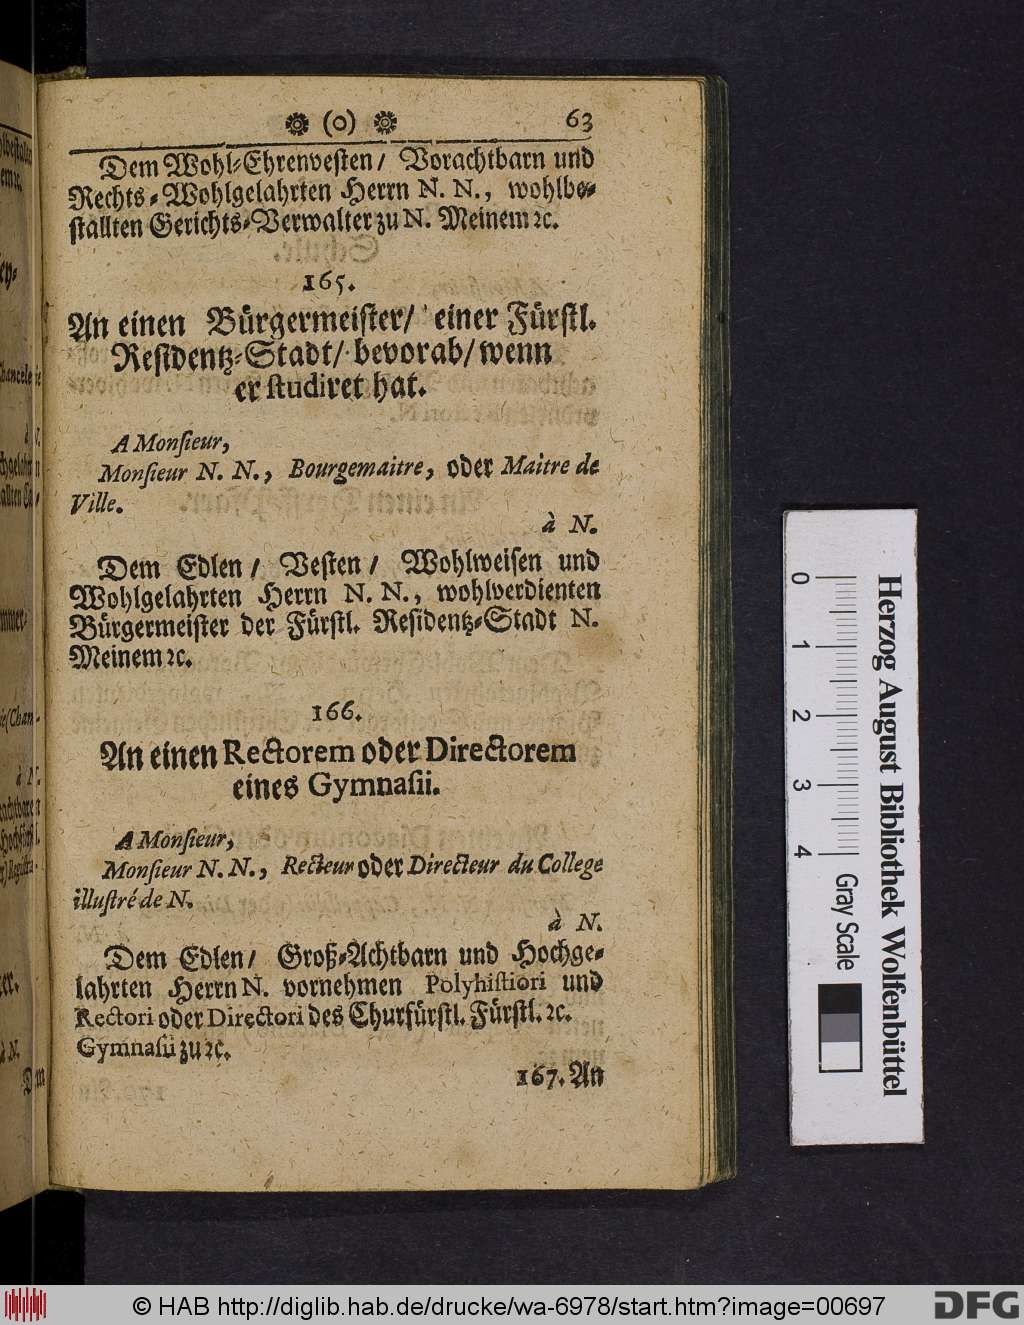 ❁ (o) ❁ 63
Dem Wohl-Ehrenvesten/ Vorachtbarn und
Rechts-Wohlgelahrten Herrn N. N., wohlbe-
stallten Gerichts-Verwalter zu N. Meinem ꝛc.
165.
An einen Bürgermeister/ einer Fürstl.
Residentz-Stadt/ bevorab/ wenn
er studiret hat.
A Monſieur,
Monſieur N. N., Bourgemaitre, oder Maitre de
Ville.
à N.
Dem Edlen/ Vesten/ Wohlweisen und
Wohlgelahrten Herrn N. N., wohlverdienten
Bürgermeister der Fürstl. Residentz-Stadt N.
Meinem ꝛc.
166.
An einen Rectorem oder Directorem
eines Gymnaſii.
A Monſieur,
Monſieur N. N., Recteur oder Directeur du College
illuſtré de N.
à N.
Dem Edlen/ Groß-Achtbarn und Hochge-
lahrten Herrn N. vornehmen Polyhiſtiori und
Rectori oder Directori des Churfürstl. Fürstl. ꝛc.
Gymnaſii zu ꝛc.
167. An
Herzog August Bibliothek Wolfenbüttel
0 1 2 3 4 Gray Scale
© HAB http://diglib.hab.de/drucke/wa-6978/start.htm?image=00697
DFG